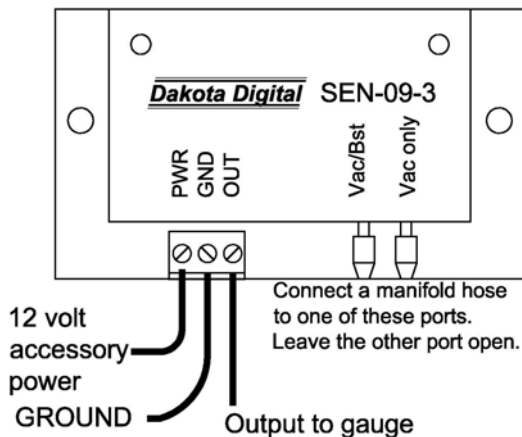 Dakota Digital SEN-09-3
PWR
GND
OUT
Vac/Bst
Vac only
Connect a manifold hose
to one of these ports.
Leave the other port open.
12 volt
accessory
power
GROUND
Output to gauge